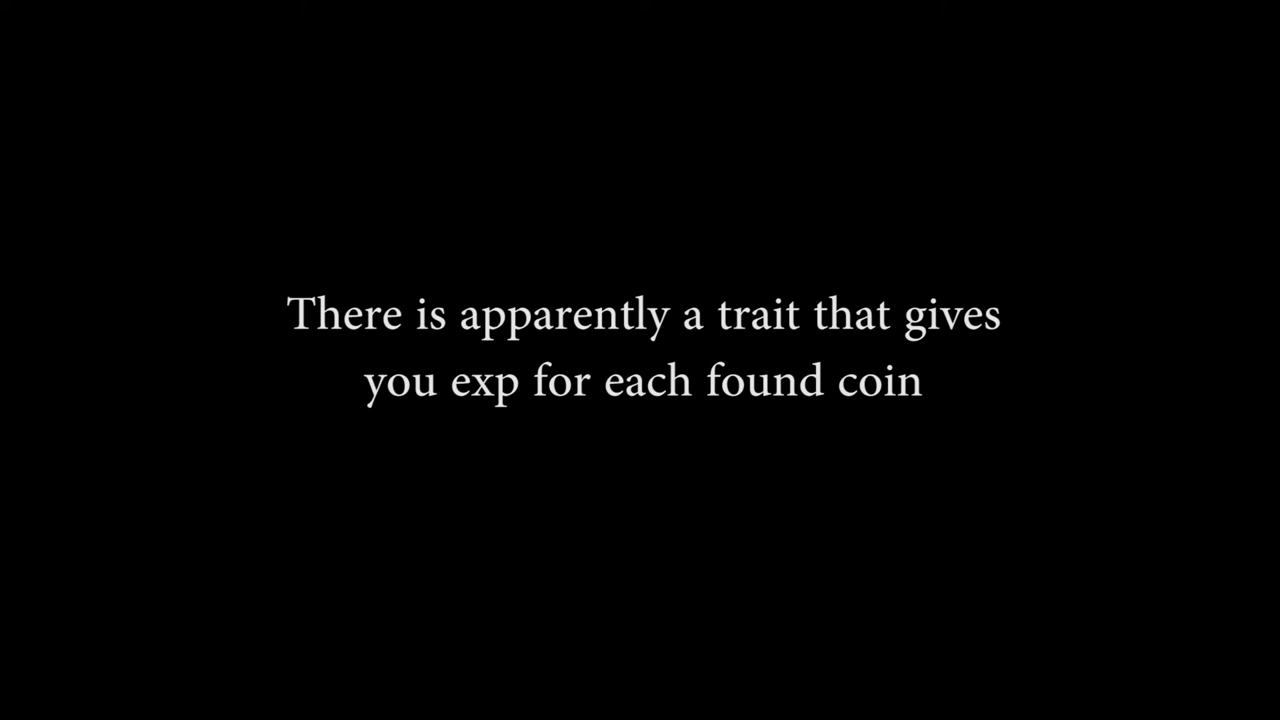 There is apparently a trait that gives
you exp for each found coin